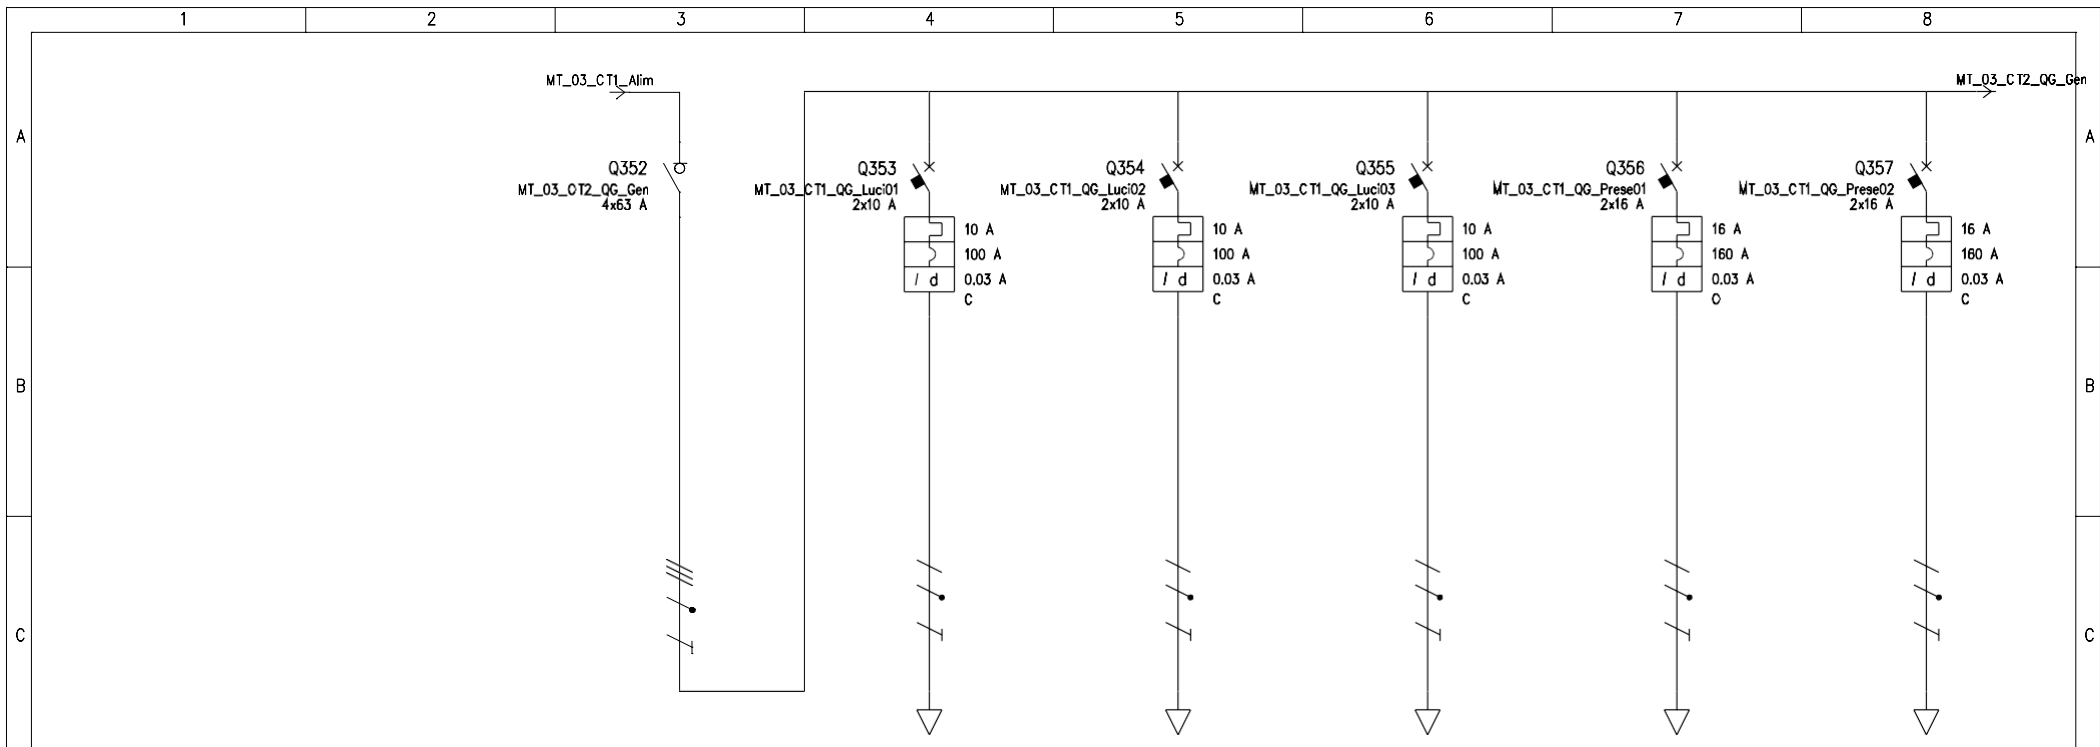 1 2 3 4 5 6 7 8
MT_03_CT1_Alim
MT_03_CT2_QG_Gen
A
A
Q352
MT_03_CT2_QG_Gen
4x63 A
Q353
MT_03_CT1_QG_Luci01
2x10 A
10 A
100 A
I d 0.03 A
C
Q354
MT_03_CT1_QG_Luci02
2x10 A
10 A
100 A
I d 0.03 A
C
Q355
MT_03_CT1_QG_Luci03
2x10 A
10 A
100 A
I d 0.03 A
C
Q356
MT_03_CT1_QG_Prese01
2x16 A
16 A
160 A
I d 0.03 A
C
Q357
MT_03_CT1_QG_Prese02
2x16 A
16 A
160 A
I d 0.03 A
C
B
B
C
C